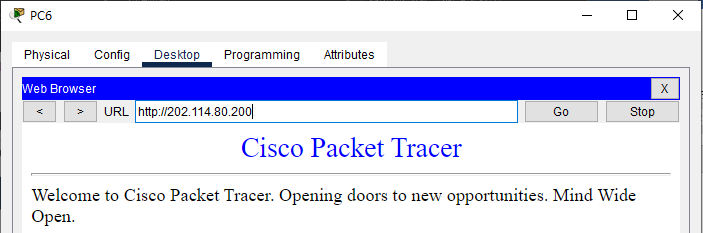 PC6
Physical Config Desktop Programming Attributes
Web Browser X
< > URL http://202.114.80.200 Go Stop
Cisco Packet Tracer
Welcome to Cisco Packet Tracer. Opening doors to new opportunities. Mind Wide
Open.